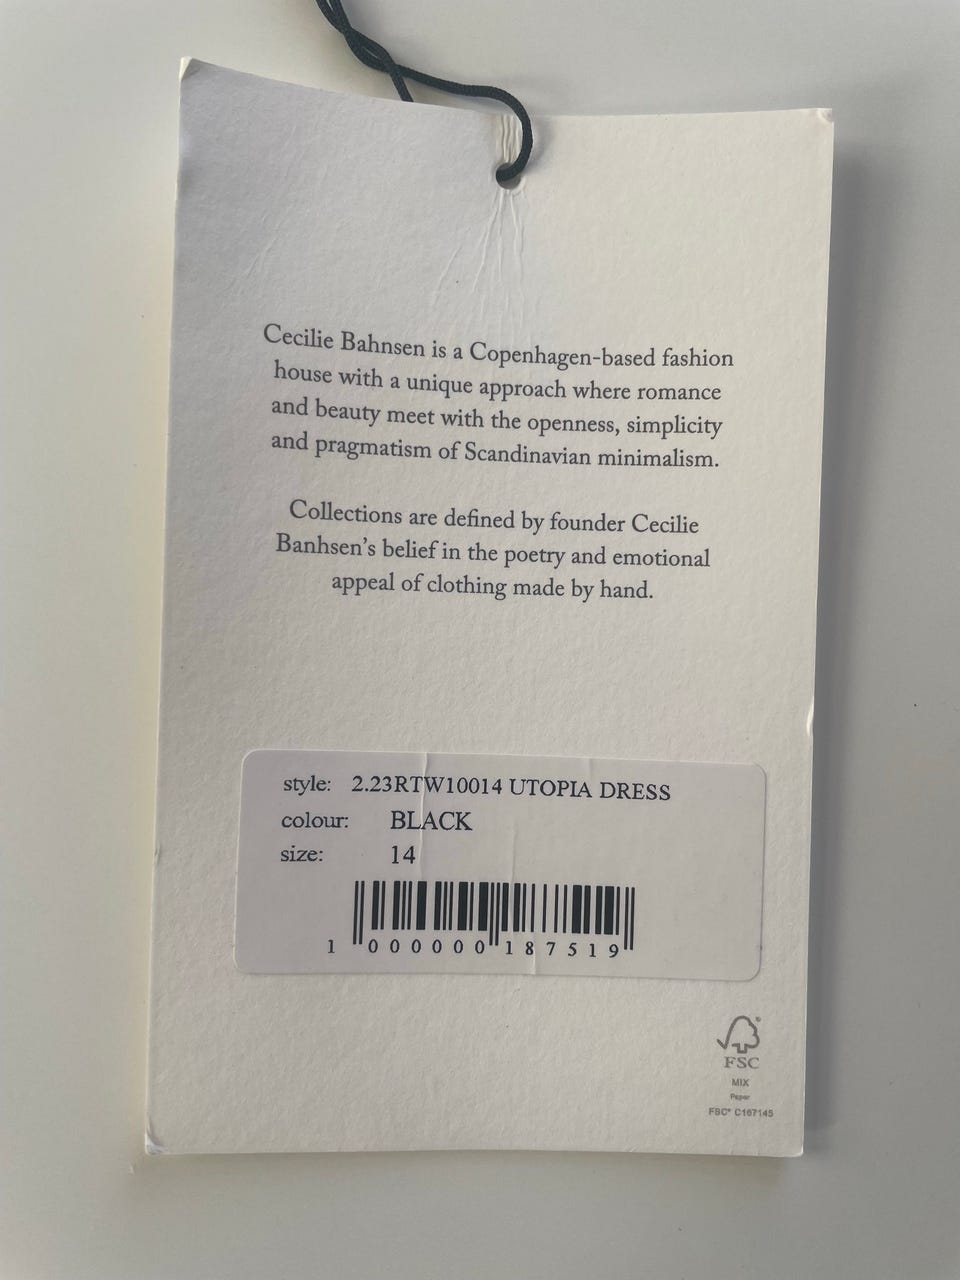 Cecilie Bahnsen is a Copenhagen-based fashion
house with a unique approach where romance
and beauty meet with the openness, simplicity
and pragmatism of Scandinavian minimalism.
Collections are defined by founder Cecilie
Banhsen's belief in the poetry and emotional
appeal of clothing made by hand.
style: 2.23RTW10014 UTOPIA DRESS
colour: BLACK
size: 14
1 000000 187519
FSC
MIX
Paper
FSC® C167145